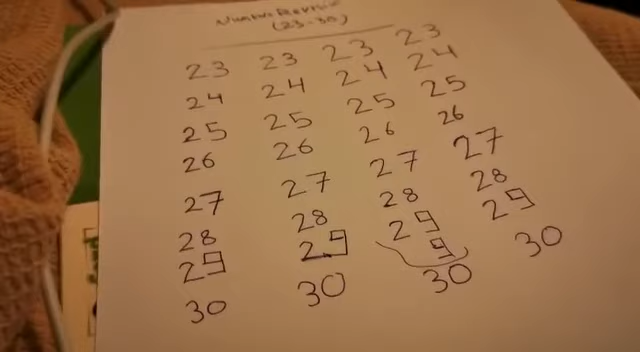 (23-30)
23 23 23 23
24 24 24 24
25 25 25 25
26 26 26 26
27 27 27 27
28 28 28 28
29 29 29 29
9
30 30 30 30